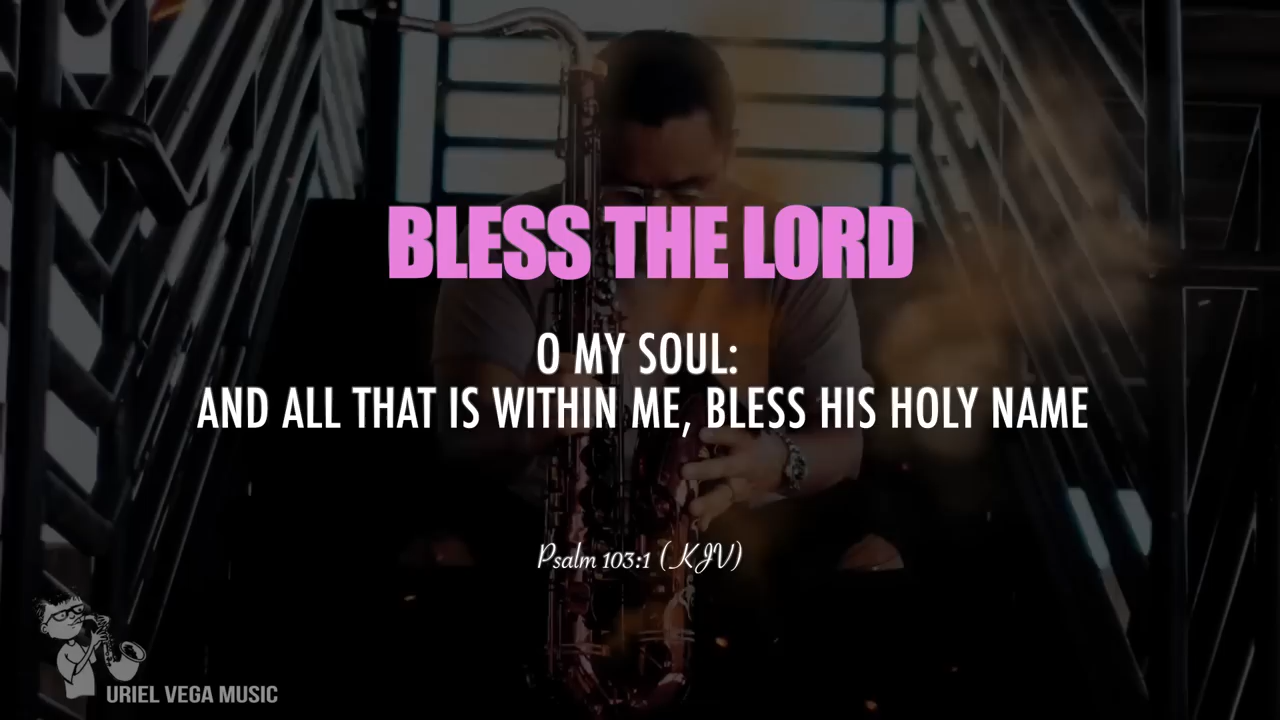 BLESS THE LORD
O MY SOUL:
AND ALL THAT IS WITHIN ME, BLESS HIS HOLY NAME
Psalm 103:1 (KJV)
URIEL VEGA MUSIC